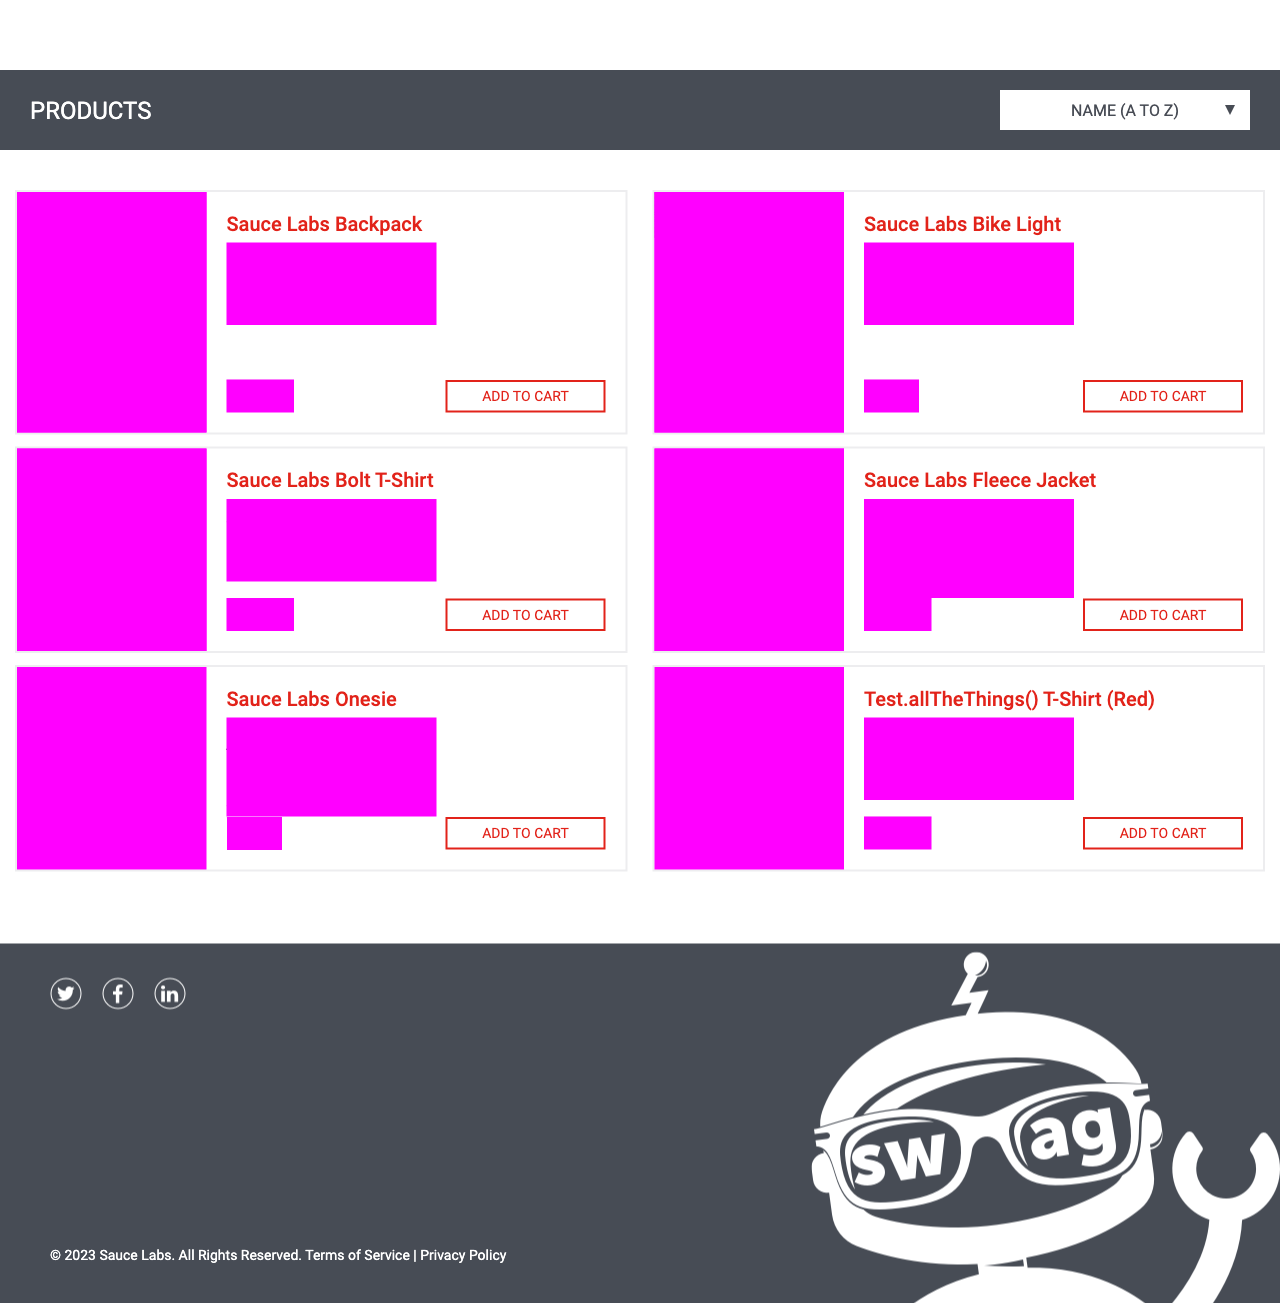 PRODUCTS
NAME (A TO Z) ▼
Sauce Labs Backpack
ADD TO CART
Sauce Labs Bike Light
ADD TO CART
Sauce Labs Bolt T-Shirt
ADD TO CART
Sauce Labs Fleece Jacket
ADD TO CART
Sauce Labs Onesie
ADD TO CART
Test.allTheThings() T-Shirt (Red)
ADD TO CART
swag
© 2023 Sauce Labs. All Rights Reserved. Terms of Service | Privacy Policy